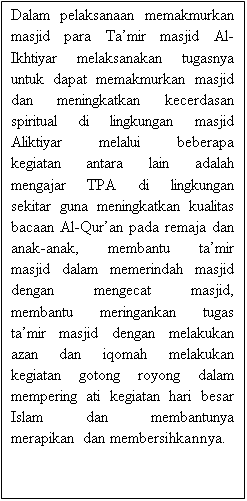 Dalam pelaksanaan memakmurkan
masjid para Ta’mir masjid Al-
Ikhtiyar melaksanakan tugasnya
untuk dapat memakmurkan masjid
dan meningkatkan kecerdasan
spiritual di lingkungan masjid
Aliktiyar melalui beberapa
kegiatan antara lain adalah
mengajar TPA di lingkungan
sekitar guna meningkatkan kualitas
bacaan Al-Qur’an pada remaja dan
anak-anak, membantu ta’mir
masjid dalam memerindah masjid
dengan mengecat masjid,
membantu meringankan tugas
ta’mir masjid dengan melakukan
azan dan iqomah melakukan
kegiatan gotong royong dalam
mempering ati kegiatan hari besar
Islam dan membantunya
merapikan dan membersihkannya.